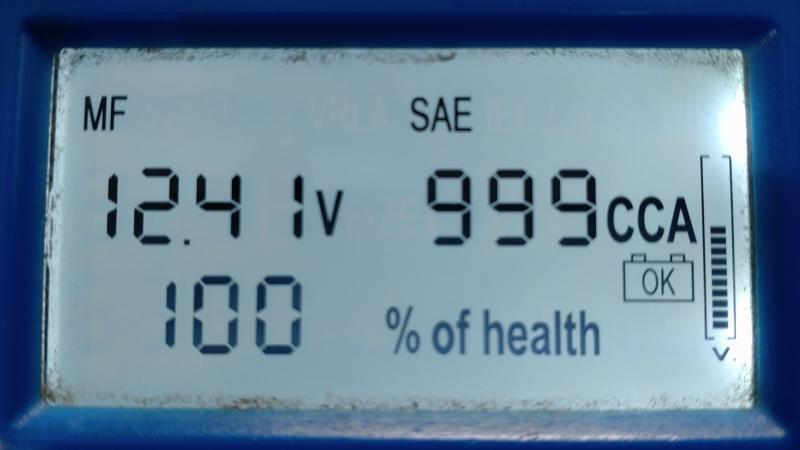 MF SAE
12.41V 999CCA
OK
100 % of health